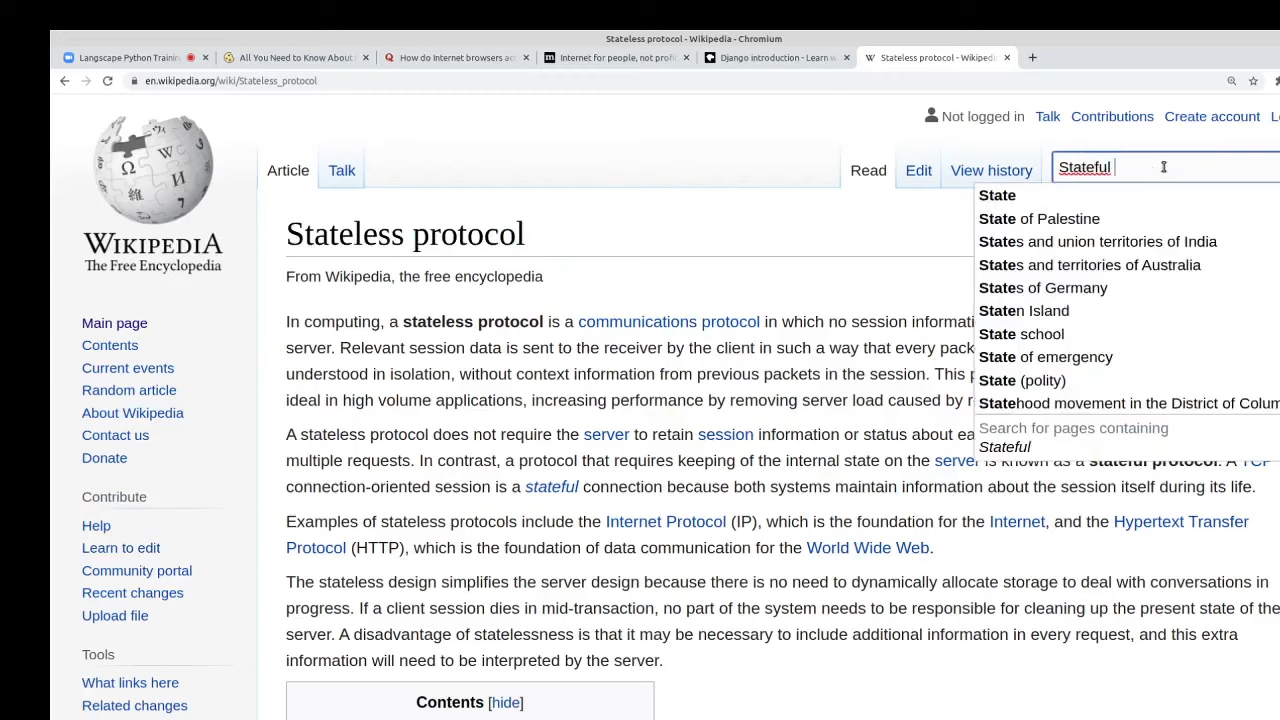 Stateless protocol - Wikipedia - Chromium
Langscape Python Trainin
All You Need to Know About
How do Internet browsers ac
Internet for people, not profi
Django introduction - Learn w
Stateless protocol - Wikipedi
en.wikipedia.org/wiki/Stateless_protocol
Not logged in Talk Contributions Create account
Article Talk Read Edit View history
Stateful
State
State of Palestine
States and union territories of India
States and territories of Australia
States of Germany
Staten Island
State school
State of emergency
State (polity)
Statehood movement in the District of Colum
Search for pages containing
Stateful
WIKIPEDIA
The Free Encyclopedia
Main page
Contents
Current events
Random article
About Wikipedia
Contact us
Donate
Contribute
Help
Learn to edit
Community portal
Recent changes
Upload file
Tools
What links here
Related changes
Stateless protocol
From Wikipedia, the free encyclopedia
In computing, a stateless protocol is a communications protocol in which no session informati
server. Relevant session data is sent to the receiver by the client in such a way that every pack
understood in isolation, without context information from previous packets in the session. This p
ideal in high volume applications, increasing performance by removing server load caused by r
A stateless protocol does not require the server to retain session information or status about ea
multiple requests. In contrast, a protocol that requires keeping of the internal state on the server is known as a stateful protocol. A TCP
connection-oriented session is a stateful connection because both systems maintain information about the session itself during its life.
Examples of stateless protocols include the Internet Protocol (IP), which is the foundation for the Internet, and the Hypertext Transfer
Protocol (HTTP), which is the foundation of data communication for the World Wide Web.
The stateless design simplifies the server design because there is no need to dynamically allocate storage to deal with conversations in
progress. If a client session dies in mid-transaction, no part of the system needs to be responsible for cleaning up the present state of the
server. A disadvantage of statelessness is that it may be necessary to include additional information in every request, and this extra
information will need to be interpreted by the server.
Contents [hide]